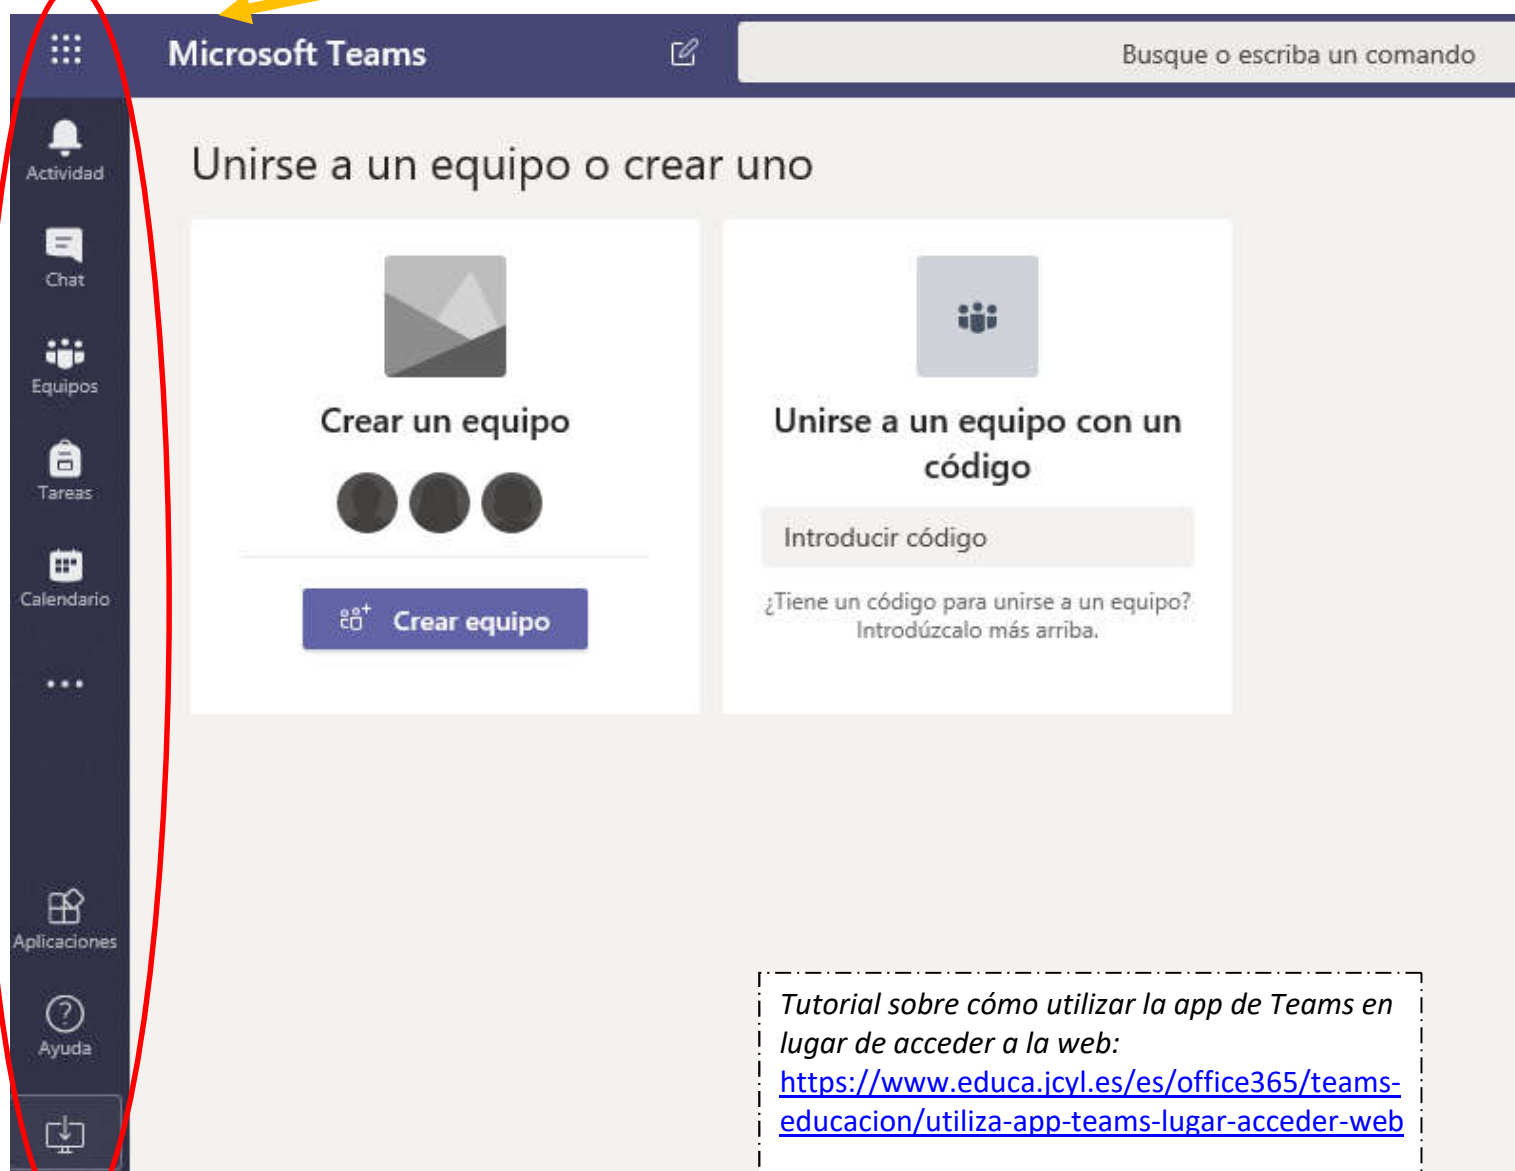 Microsoft Teams
Busque o escriba un comando
Actividad
Chat
Equipos
Tareas
Calendario
Aplicaciones
Ayuda
Unirse a un equipo o crear uno
Crear un equipo
Crear equipo
Unirse a un equipo con un
código
Introducir código
¿Tiene un código para unirse a un equipo?
Introdúzcalo más arriba.
Tutorial sobre cómo utilizar la app de Teams en
lugar de acceder a la web:
https://www.educa.jcyl.es/es/office365/teams-
educacion/utiliza-app-teams-lugar-acceder-web